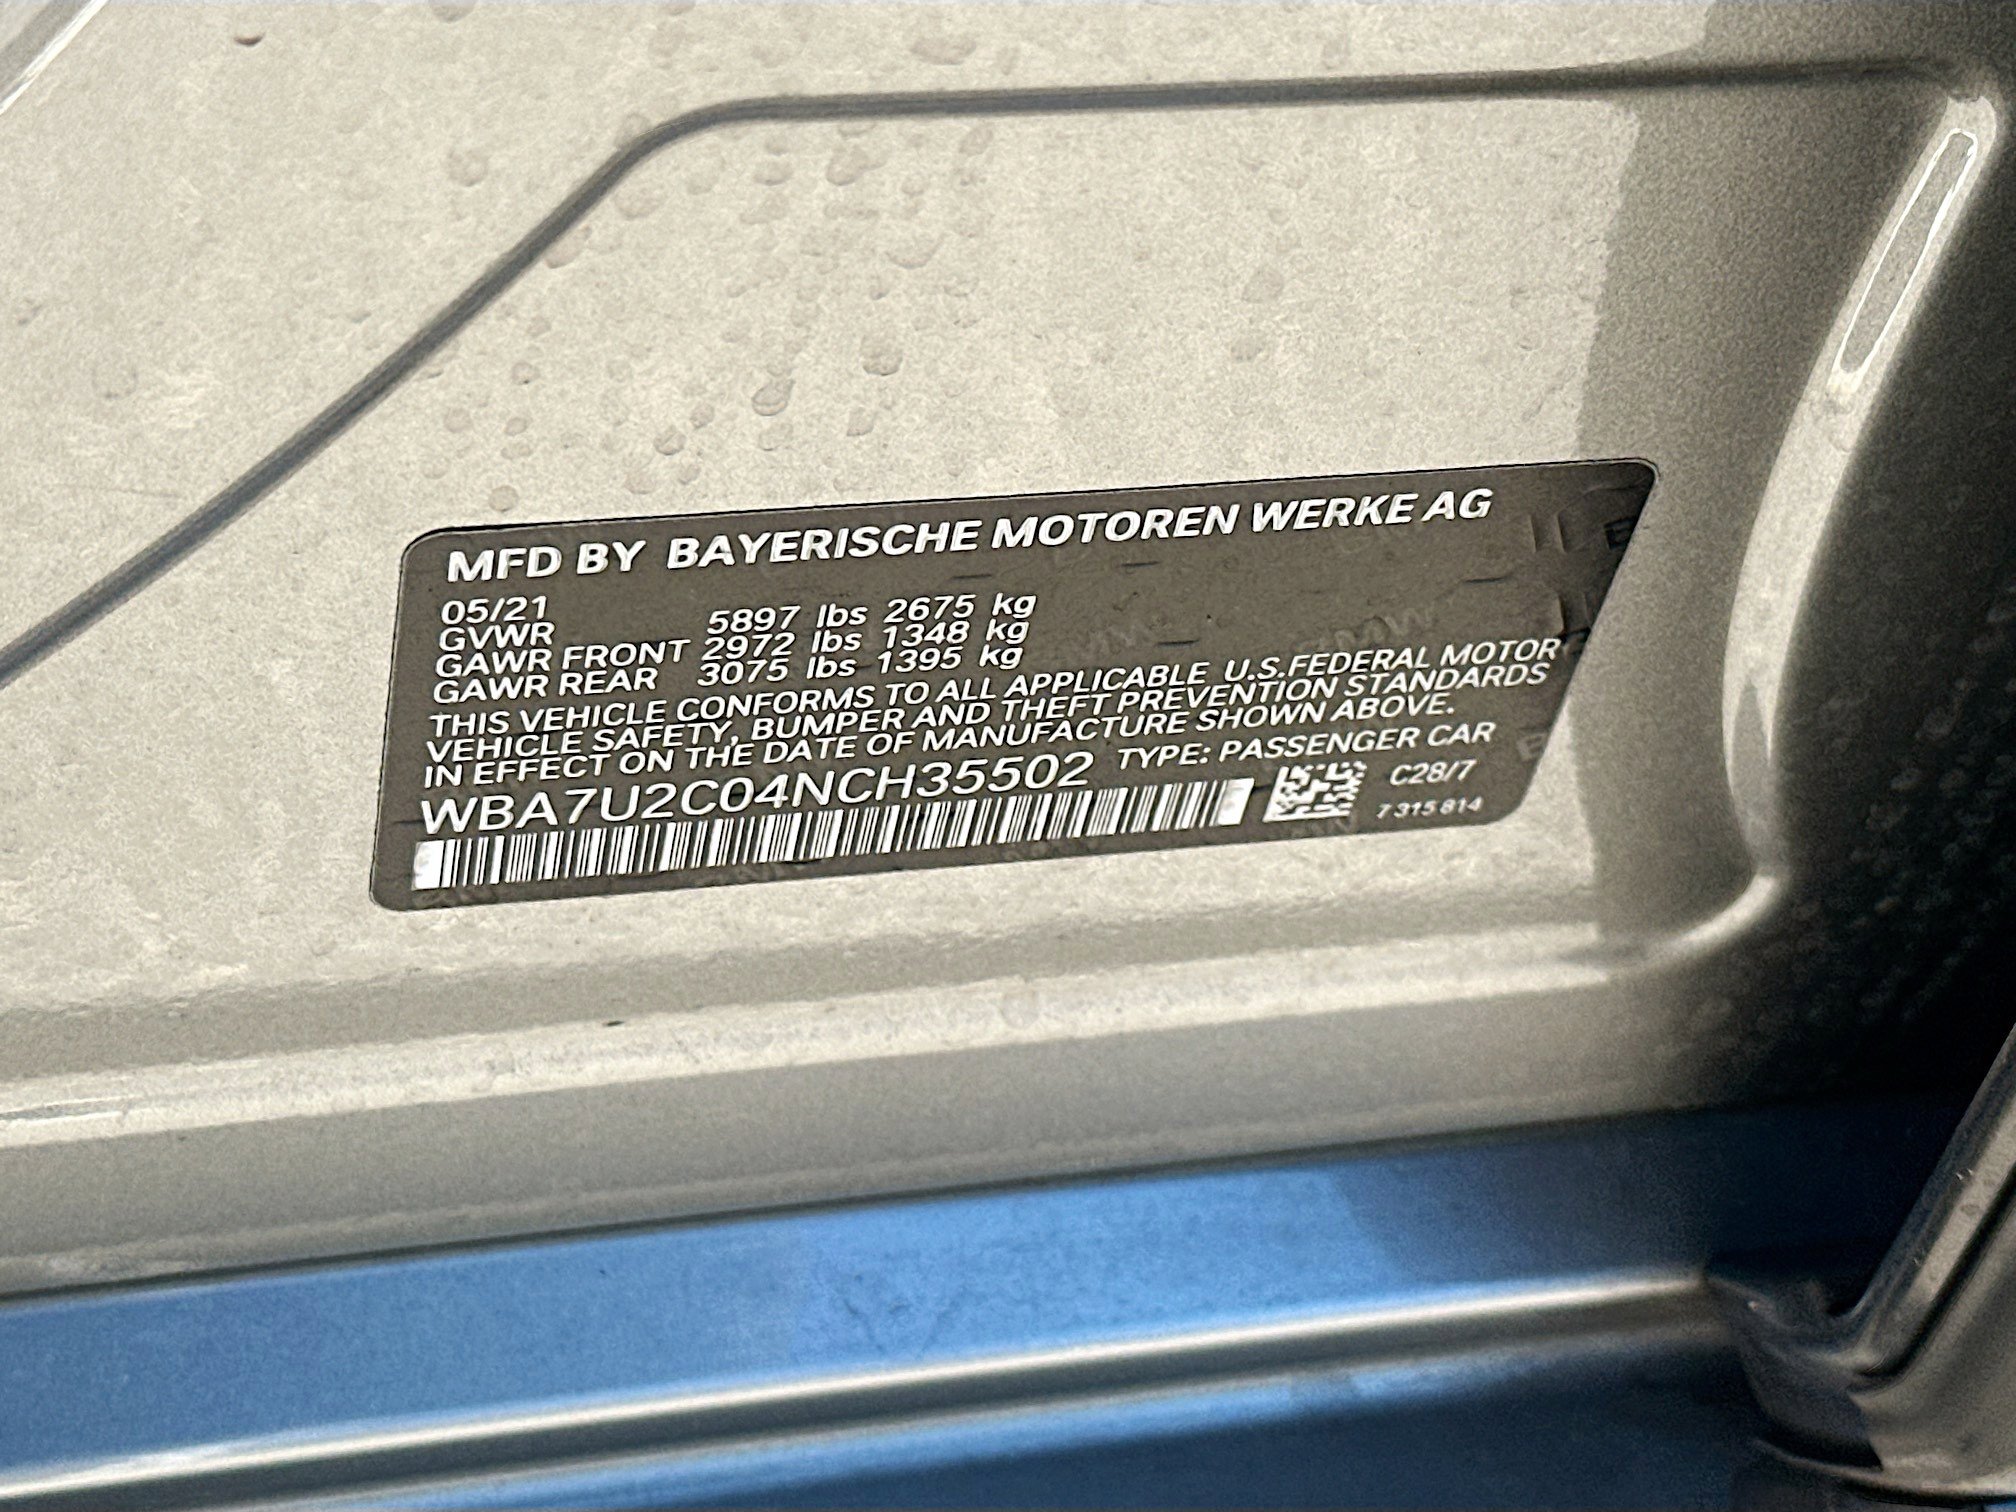 MFD BY BAYERISCHE MOTOREN WERKE AG
05/21
GVWR 5897 lbs 2675 kg
GAWR FRONT 2972 lbs 1348 kg
GAWR REAR 3075 lbs 1395 kg
THIS VEHICLE CONFORMS TO ALL APPLICABLE U.S.FEDERAL MOTOR
VEHICLE SAFETY, BUMPER AND THEFT PREVENTION STANDARDS
IN EFFECT ON THE DATE OF MANUFACTURE SHOWN ABOVE.
WBA7U2C04NCH35502 TYPE: PASSENGER CAR
C28/7
7 315 814